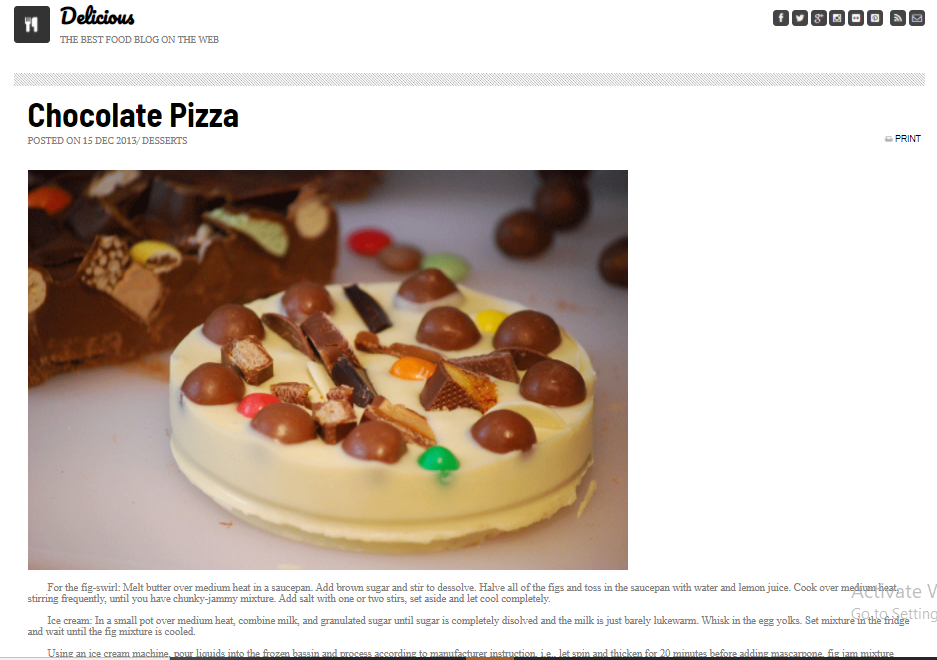 Delicious
THE BEST FOOD BLOG ON THE WEB
Chocolate Pizza
POSTED ON 15 DEC 2013/ DESSERTS
PRINT
For the fig-swirl: Melt butter over medium heat in a saucepan. Add brown sugar and stir to dessolve. Halve all of the figs and toss in the saucepan with water and lemon juice. Cook over medium heat,
stirring frequently, until you have chunky-jammy mixture. Add salt with one or two stirs, set aside and let cool completely.
Activate W
Go to Setting
Ice cream: In a small pot over medium heat, combine milk, and granulated sugar until sugar is completely disolved and the milk is just barely lukewarm. Whisk in the egg yolks. Set mixture in the fridge
and wait until the fig mixture is cooled.
Using an ice cream machine, pour liquids into the frozen bassin and process according to manufacturer instruction, i.e., let spin and thicken for 20 minutes before adding mascarpone, fig jam mixture